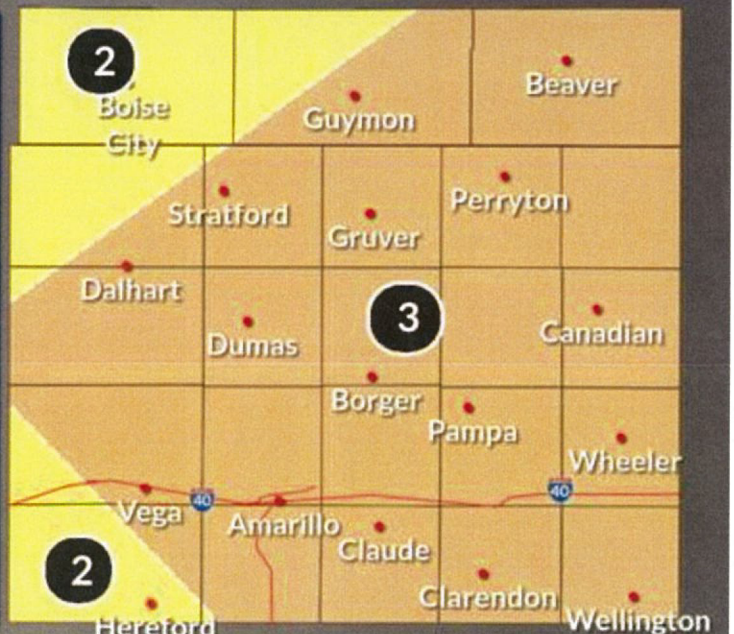 2
Boise
City
Beaver
Guymon
Stratford
Perryton
Gruver
Dalhart
3
Dumas
Canadian
Borger
Pampa
Wheeler
40
40
Vega
Amarillo
Claude
2
Clarendon
Hereford
Wellington